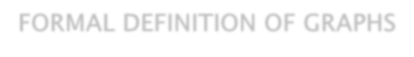 FORMAL DEFINITION OF GRAPHS